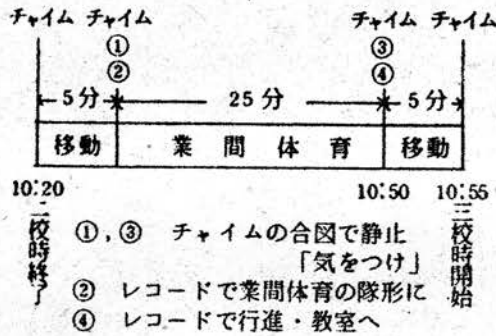 チャイム チャイム チャイム チャイム
① ③
② ④
5分 25分 5分
移動 業間体育 移動
10:20 10:50 10:55
二校時終了
三校時開始
①,③ チャイムの合図で静止
「気をつけ」
② レコードで業間体育の隊形に
④ レコードで行進・教室へ